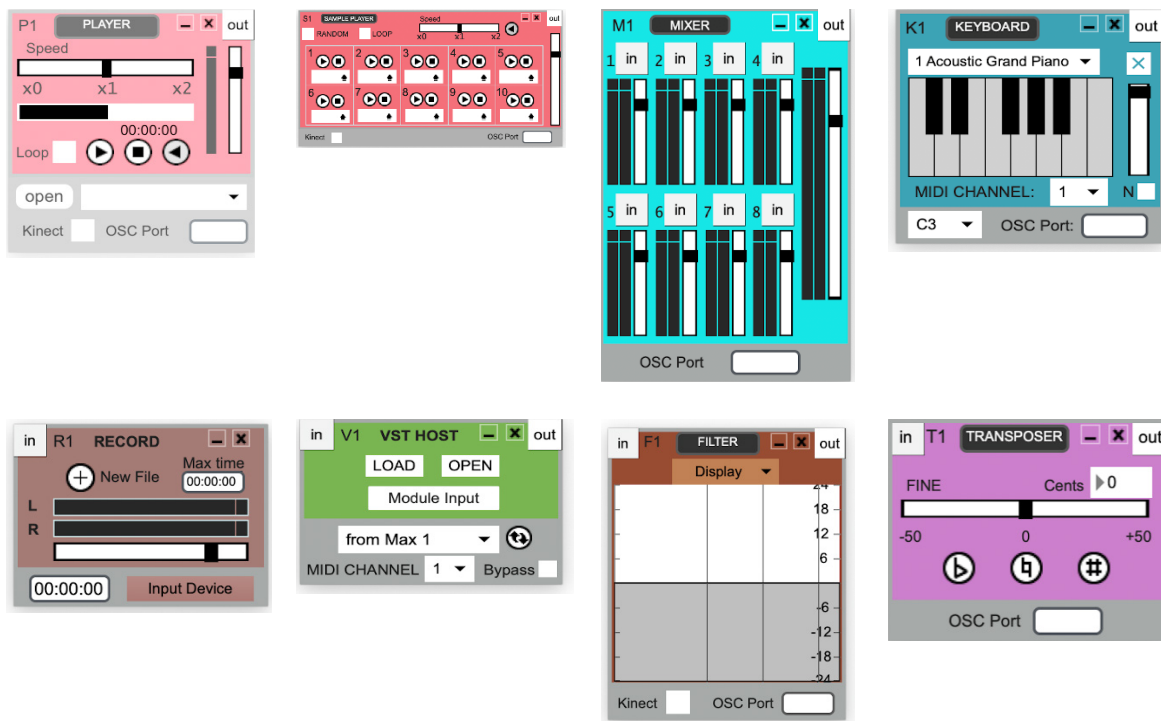 P1 PLAYER out
Speed
x0 x1 x2
00:00:00
Loop
open
Kinect OSC Port
S1 SAMPLE PLAYER Speed out
RANDOM LOOP x0 x1 x2
1 2 3 4 5
6 7 8 9 10
Kinect OSC Port
M1 MIXER out
1 in 2 in 3 in 4 in
5 in 6 in 7 in 8 in
OSC Port
K1 KEYBOARD out
1 Acoustic Grand Piano
MIDI CHANNEL: 1 N
C3 OSC Port:
in R1 RECORD
New File Max time
00:00:00
L
R
00:00:00 Input Device
in V1 VST HOST out
LOAD OPEN
Module Input
from Max 1
MIDI CHANNEL 1 Bypass
in F1 FILTER out
Display
24
18
12
6
-6
-12
-18
-24
Kinect OSC Port
in T1 TRANSPOSER out
FINE Cents 0
-50 0 +50
OSC Port